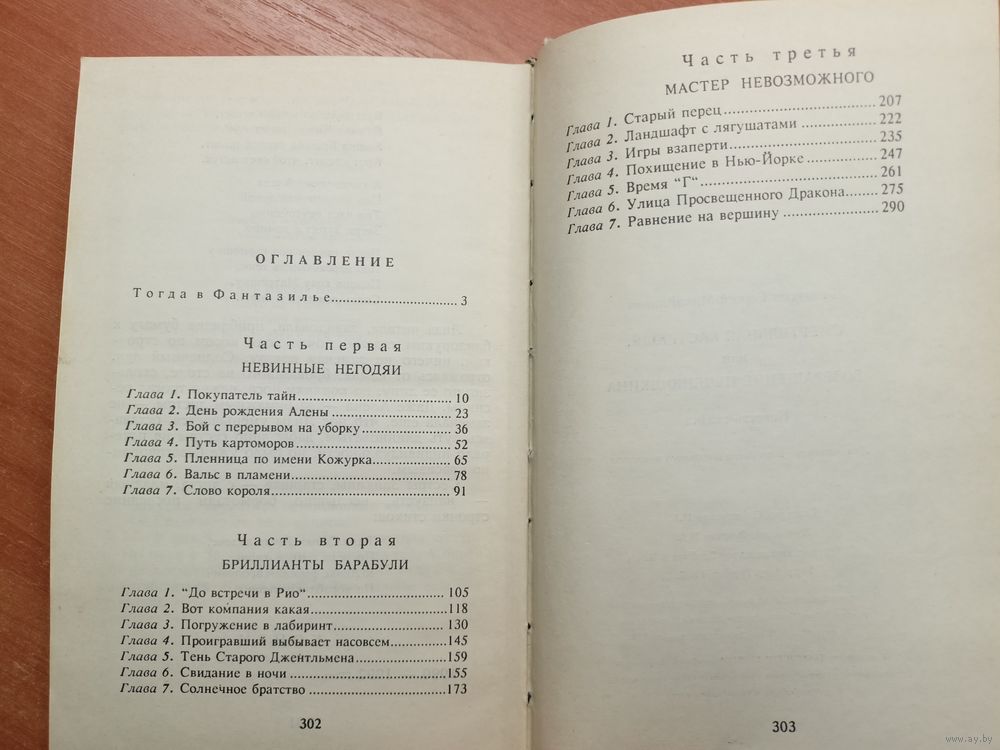 ОГЛАВЛЕНИЕ
Тогда в Фантазилье................................ 3
Часть первая
НЕВИННЫЕ НЕГОДЯИ
Глава 1. Покупатель тайн................................ 10
Глава 2. День рождения Алены................................ 23
Глава 3. Бой с перерывом на уборку................................ 36
Глава 4. Путь картоморов................................ 52
Глава 5. Пленница по имени Кожурка................................ 65
Глава 6. Вальс в пламени................................ 78
Глава 7. Слово короля................................ 91
Часть вторая
БРИЛЛИАНТЫ БАРАБУЛИ
Глава 1. "До встречи в Рио"................................ 105
Глава 2. Вот компания какая................................ 118
Глава 3. Погружение в лабиринт................................ 130
Глава 4. Проигравший выбывает насовсем................................ 145
Глава 5. Тень Старого Джентльмена................................ 159
Глава 6. Свидание в ночи................................ 155
Глава 7. Солнечное братство................................ 173
302
Часть третья
МАСТЕР НЕВОЗМОЖНОГО
Глава 1. Старый перец................................ 207
Глава 2. Ландшафт с лягушатами................................ 222
Глава 3. Игры взаперти................................ 235
Глава 4. Похищение в Нью-Йорке................................ 247
Глава 5. Время "Г"................................ 261
Глава 6. Улица Просвещенного Дракона................................ 275
Глава 7. Равнение на вершину................................ 290
303
www.ay.by